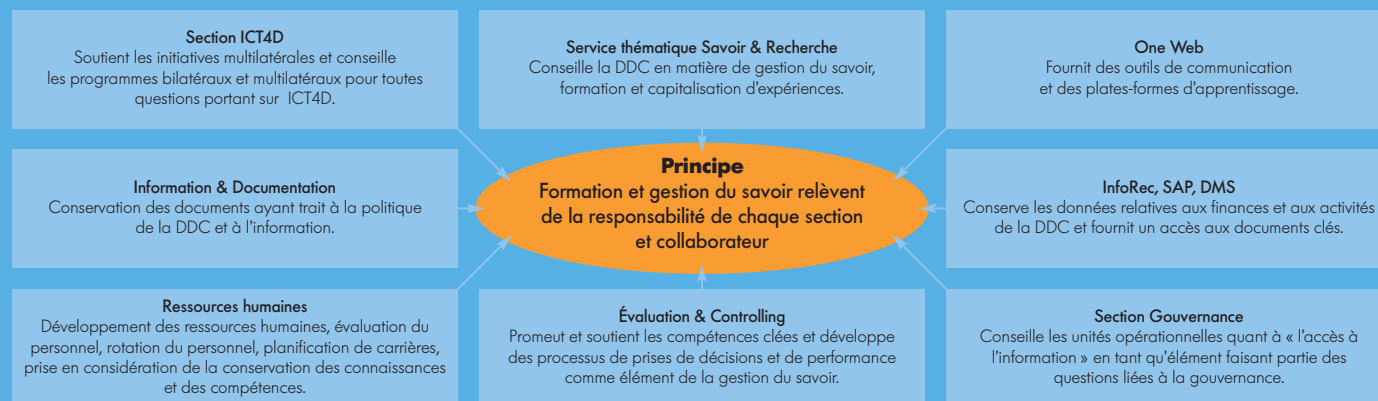 Section ICT4D
Soutient les initiatives multilatérales et conseille
les programmes bilatéraux et multilatéraux pour toutes
questions portant sur ICT4D.
Service thématique Savoir & Recherche
Conseille la DDC en matière de gestion du savoir,
formation et capitalisation d'expériences.
One Web
Fournit des outils de communication
et des plates-formes d'apprentissage.
Information & Documentation
Conservation des documents ayant trait à la politique
de la DDC et à l'information.
Principe
Formation et gestion du savoir relèvent
de la responsabilité de chaque section
et collaborateur
InfoRec, SAP, DMS
Conserve les données relatives aux finances et aux activités
de la DDC et fournit un accès aux documents clés.
Ressources humaines
Développement des ressources humaines, évaluation du
personnel, rotation du personnel, planification de carrières,
prise en considération de la conservation des connaissances
et des compétences.
Évaluation & Controlling
Promeut et soutient les compétences clées et développe
des processus de prises de décisions et de performance
comme élément de la gestion du savoir.
Section Gouvernance
Conseille les unités opérationnelles quant à « l'accès à
l'information » en tant qu'élément faisant partie des
questions liées à la gouvernance.